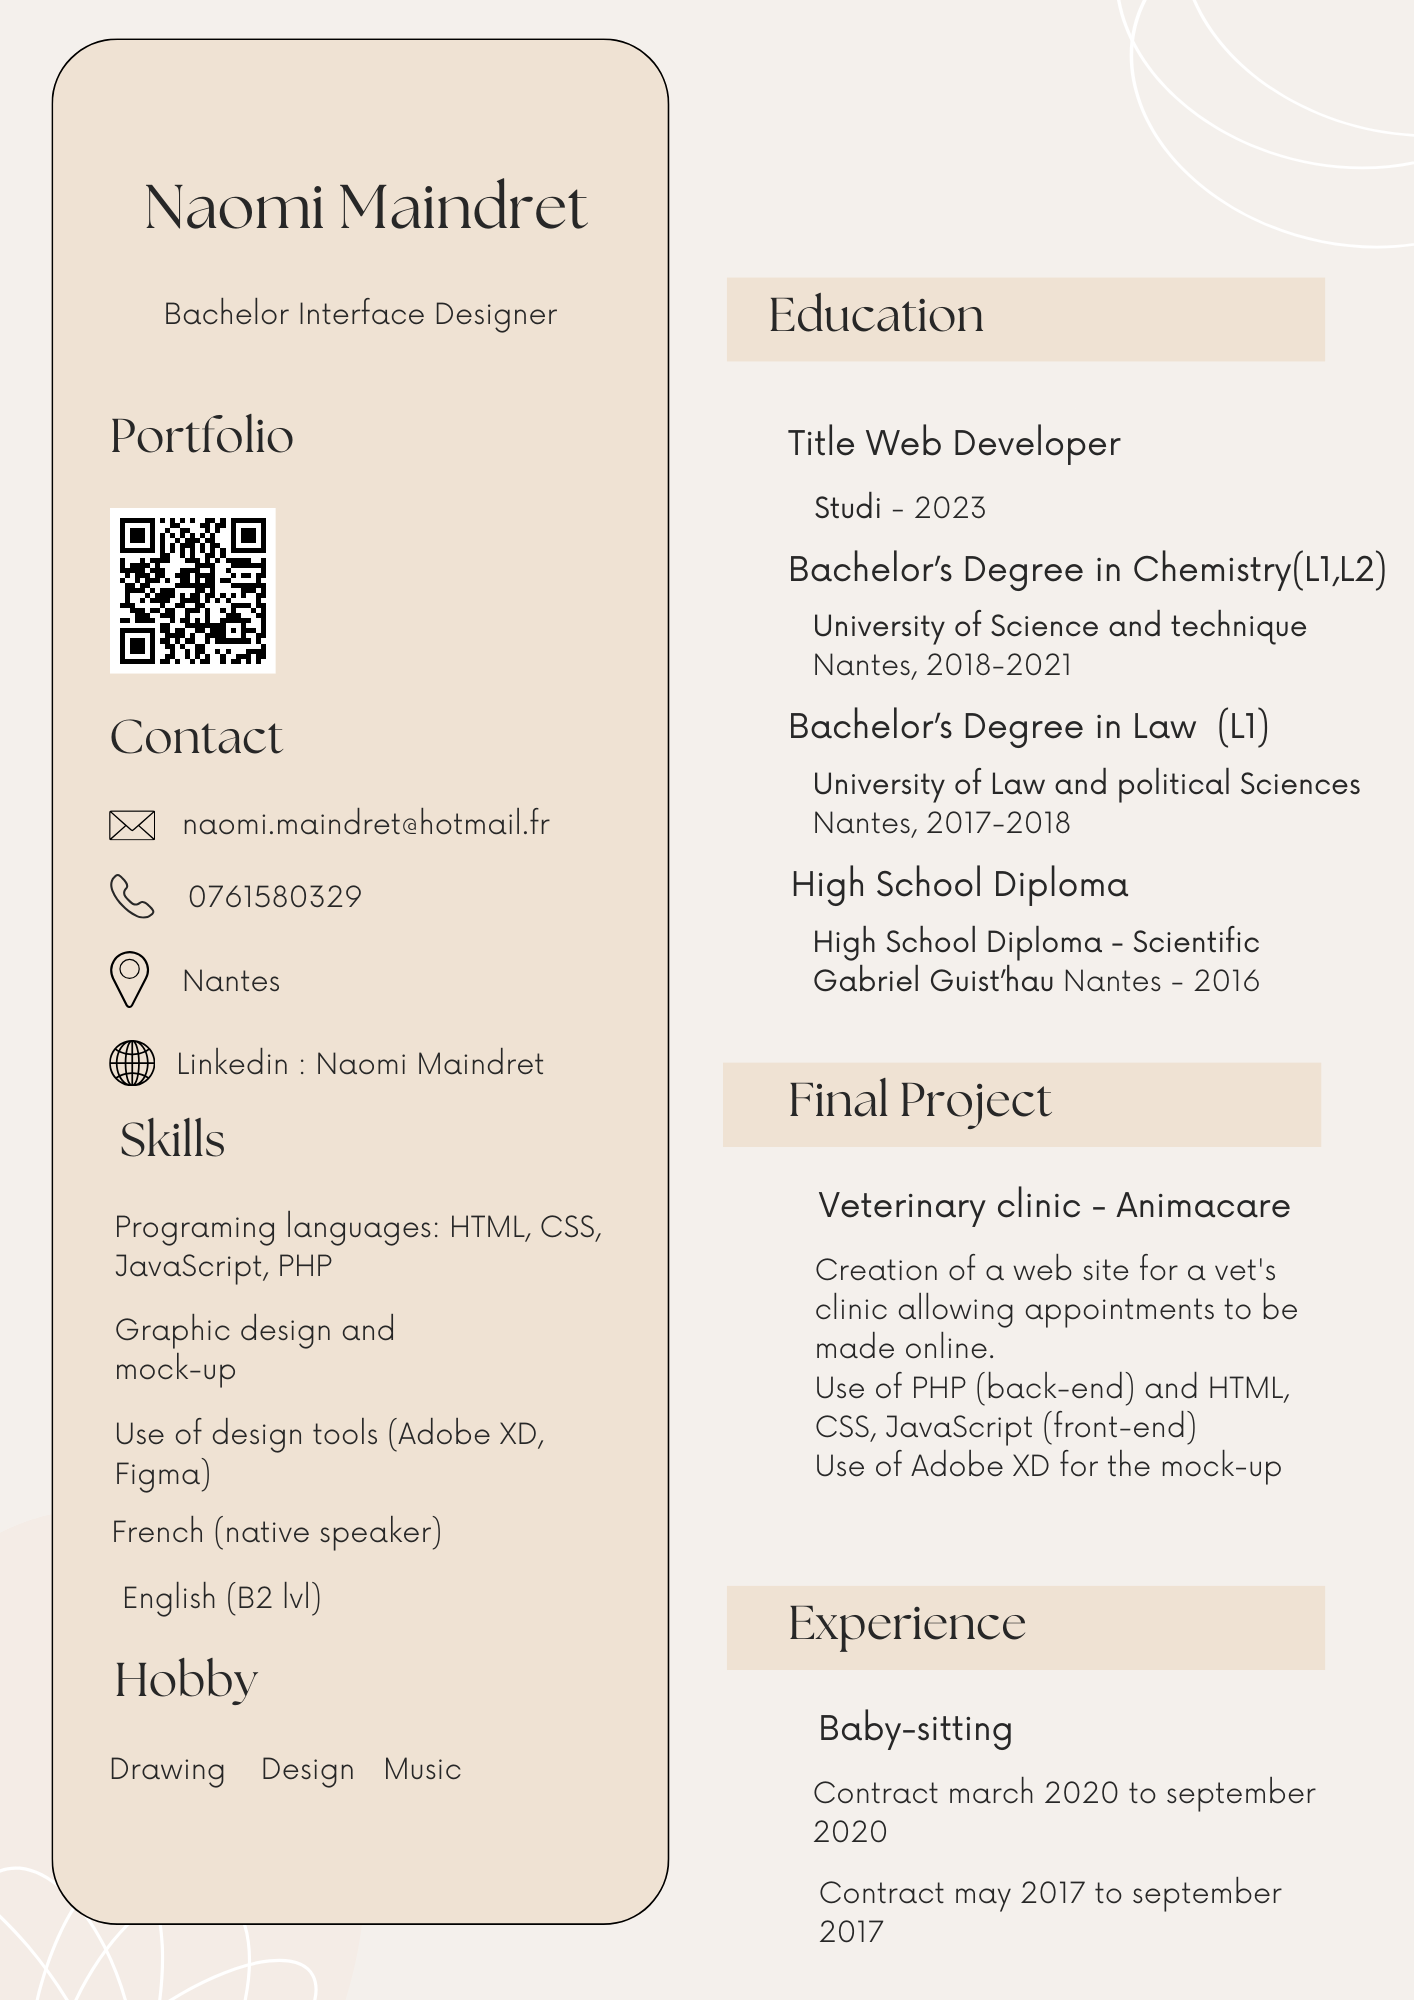 Naomi Maindret
Bachelor Interface Designer
Portfolio
Contact
naomi.maindret@hotmail.fr
0761580329
Nantes
Linkedin : Naomi Maindret
Skills
Programing languages: HTML, CSS,
JavaScript, PHP
Graphic design and
mock-up
Use of design tools (Adobe XD,
Figma)
French (native speaker)
English (B2 lvl)
Hobby
Drawing Design Music
Education
Title Web Developer
Studi - 2023
Bachelor’s Degree in Chemistry(L1,L2)
University of Science and technique
Nantes, 2018-2021
Bachelor’s Degree in Law (L1)
University of Law and political Sciences
Nantes, 2017-2018
High School Diploma
High School Diploma - Scientific
Gabriel Guist’hau Nantes - 2016
Final Project
Veterinary clinic - Animacare
Creation of a web site for a vet's
clinic allowing appointments to be
made online.
Use of PHP (back-end) and HTML,
CSS, JavaScript (front-end)
Use of Adobe XD for the mock-up
Experience
Baby-sitting
Contract march 2020 to september
2020
Contract may 2017 to september
2017